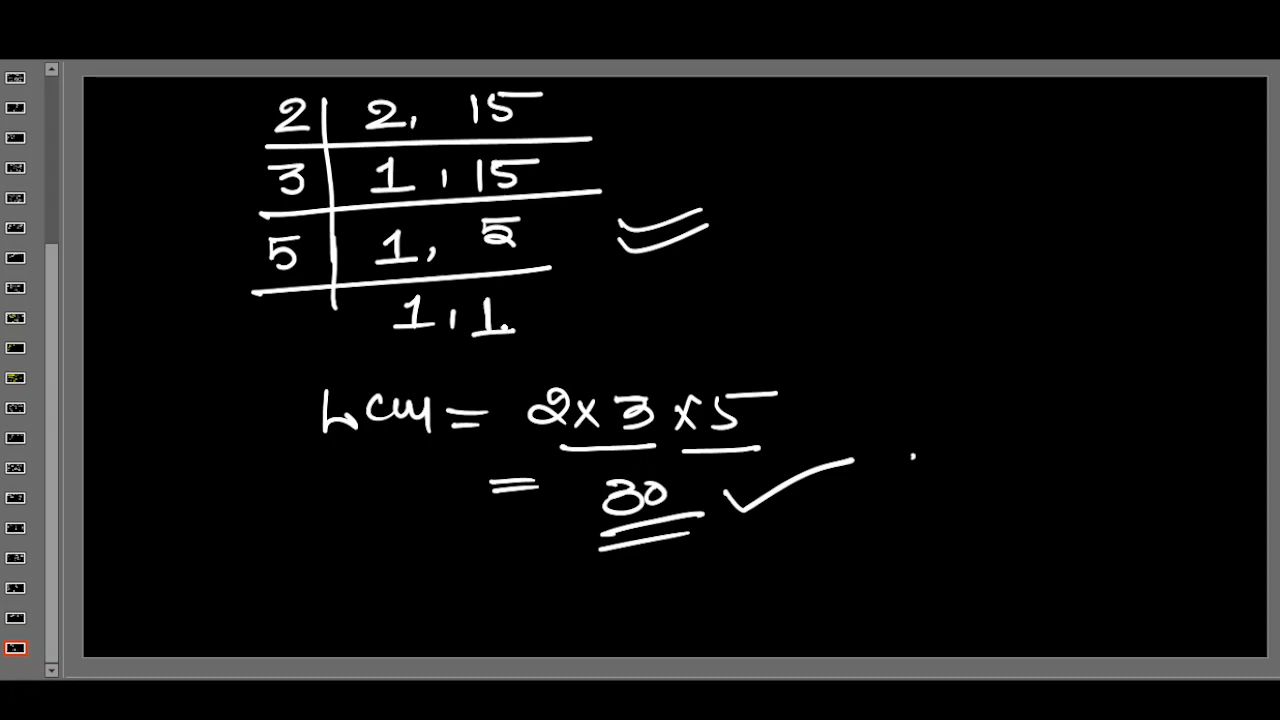 2 | 2, 15
3 | 1, 15
5 | 1, 5
1, 1.
LCM = 2 x 3 x 5
= 30